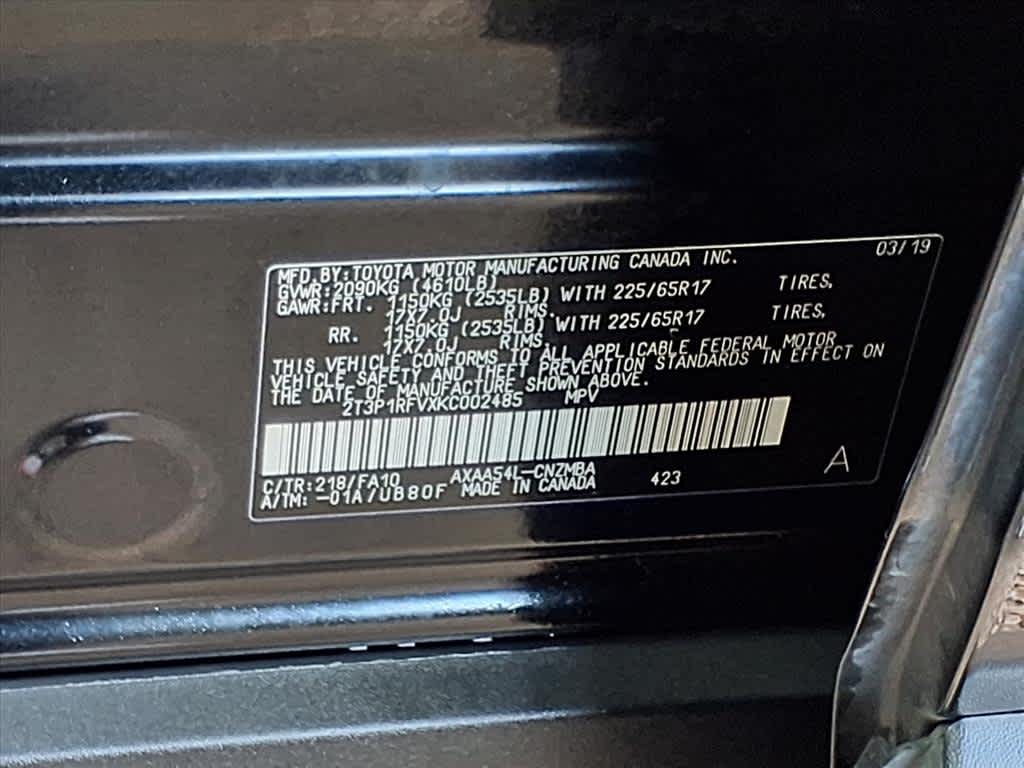 03/19
MFD.BY:TOYOTA MOTOR MANUFACTURING CANADA INC.
GVWR:2090KG (4610LB)
GAWR:FRT. 1150KG (2535LB) WITH 225/65R17 TIRES,
17X7.0J RIMS.
RR. 1150KG (2535LB) WITH 225/65R17 TIRES,
17X7.0J RIMS.
THIS VEHICLE CONFORMS TO ALL APPLICABLE FEDERAL MOTOR
VEHICLE SAFETY AND THEFT PREVENTION STANDARDS IN EFFECT ON
THE DATE OF MANUFACTURE SHOWN ABOVE.
2T3P1RFVXKC002485 MPV
C/TR:218/FA10 AXAA54L-CNZMBA 423 A
A/TM:-01A/UB80F MADE IN CANADA